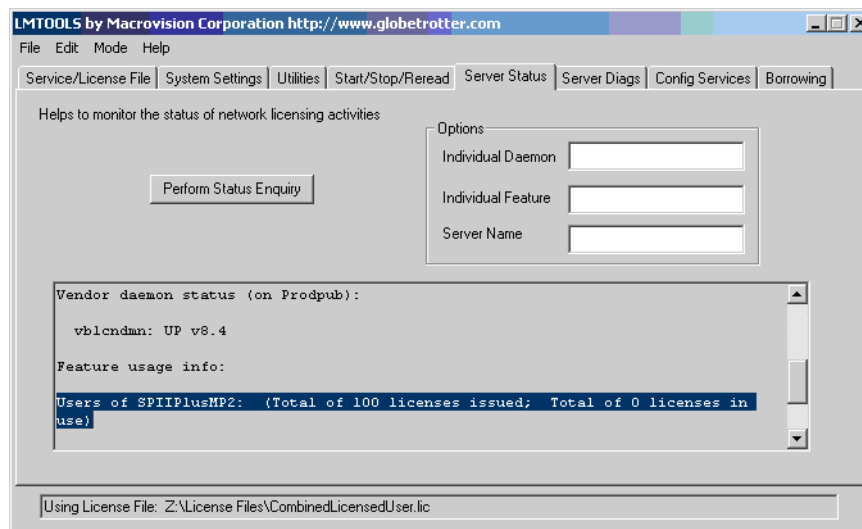 LMTOOLS by Macrovision Corporation http://www.globetrotter.com
File Edit Mode Help
Service/License File System Settings Utilities Start/Stop/Reread Server Status Server Diags Config Services Borrowing
Helps to monitor the status of network licensing activities
Options
Individual Daemon
Perform Status Enquiry
Individual Feature
Server Name
Vendor daemon status (on Prodpub):
vblcndmn: UP v8.4
Feature usage info:
Users of SPIIPlusMP2: (Total of 100 licenses issued; Total of 0 licenses in
use)
Using License File: Z:\License Files\CombinedLicensedUser.lic